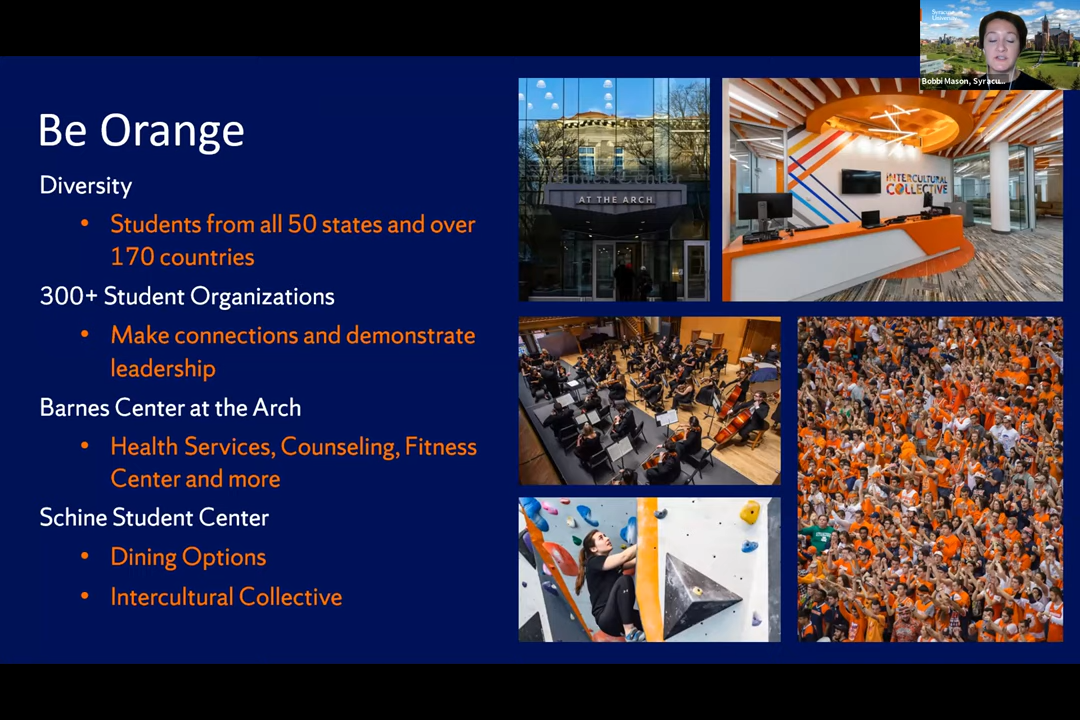 Syracuse
University
Bobbi Mason, Syracu...
Be Orange
Diversity
• Students from all 50 states and over
170 countries
300+ Student Organizations
• Make connections and demonstrate
leadership
Barnes Center at the Arch
• Health Services, Counseling, Fitness
Center and more
Schine Student Center
• Dining Options
• Intercultural Collective
AT THE ARCH
INTERCULTURAL
COLLECTIVE